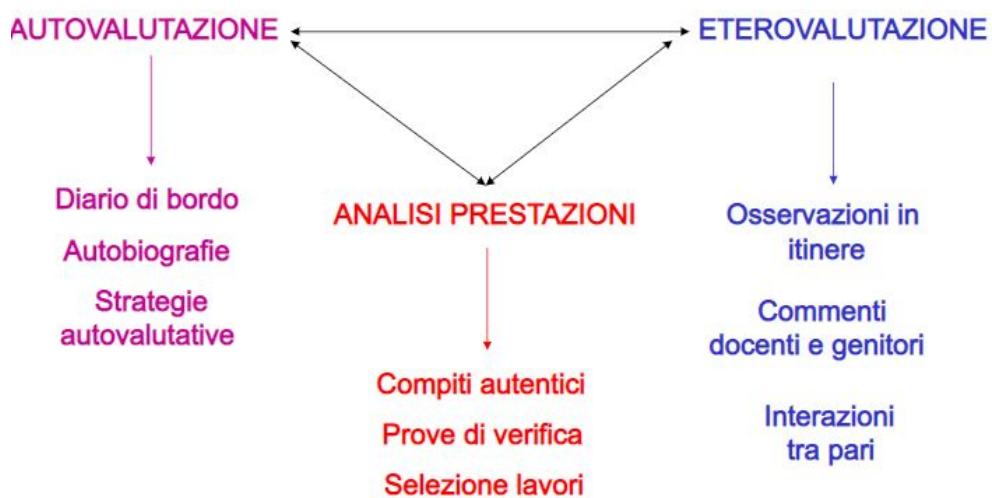 AUTOVALUTAZIONE
ETEROVALUTAZIONE
Diario di bordo
Autobiografie
Strategie
autovalutative
ANALISI PRESTAZIONI
Compiti autentici
Prove di verifica
Selezione lavori
Osservazioni in
itinere
Commenti
docenti e genitori
Interazioni
tra pari